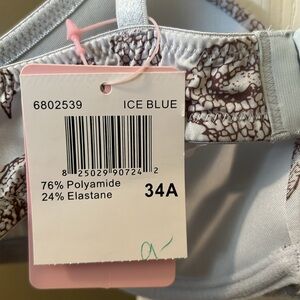 6802539 ICE BLUE
8 25029 90724 2
76% Polyamide
24% Elastane
34A